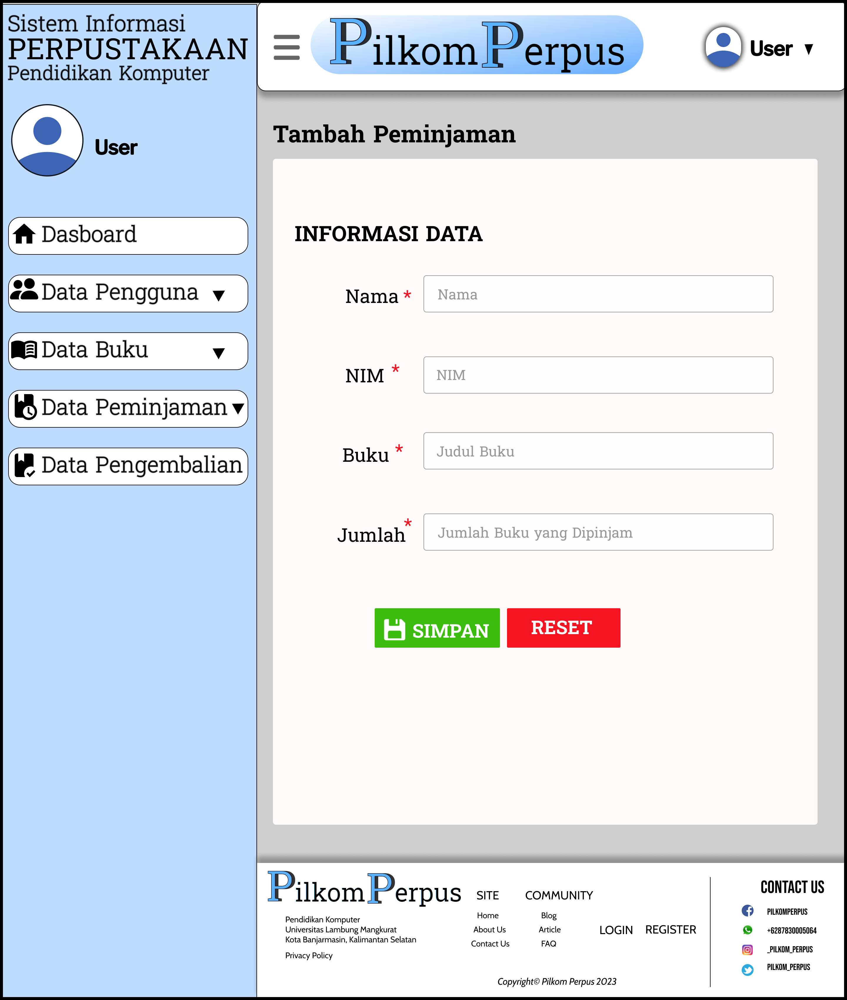 Sistem Informasi
PERPUSTAKAAN
Pendidikan Komputer
User
Dasboard
Data Pengguna
Data Buku
Data Peminjaman
Data Pengembalian
PilkomPerpus
User
Tambah Peminjaman
INFORMASI DATA
Nama * Nama
NIM * NIM
Buku * Judul Buku
Jumlah * Jumlah Buku yang Dipinjam
SIMPAN RESET
PilkomPerpus
Pendidikan Komputer
Universitas Lambung Mangkurat
Kota Banjarmasin, Kalimantan Selatan
Privacy Policy
SITE
Home
About Us
Contact Us
COMMUNITY
Blog
Article
FAQ
LOGIN REGISTER
Copyright© Pilkom Perpus 2023
CONTACT US
PILKOMPERPUS
+6287830005064
_PILKOM_PERPUS
PILKOM_PERPUS